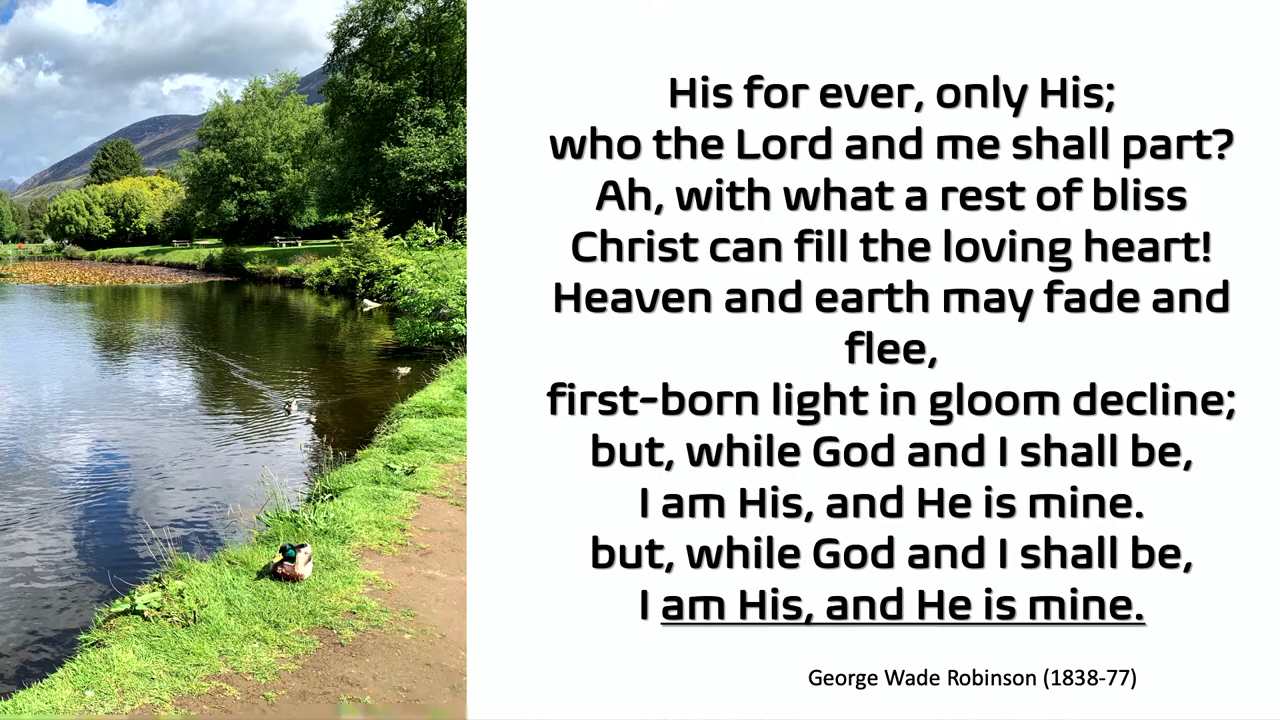 His for ever, only His;
who the Lord and me shall part?
Ah, with what a rest of bliss
Christ can fill the loving heart!
Heaven and earth may fade and
flee,
first-born light in gloom decline;
but, while God and I shall be,
I am His, and He is mine.
but, while God and I shall be,
I am His, and He is mine.
George Wade Robinson (1838-77)